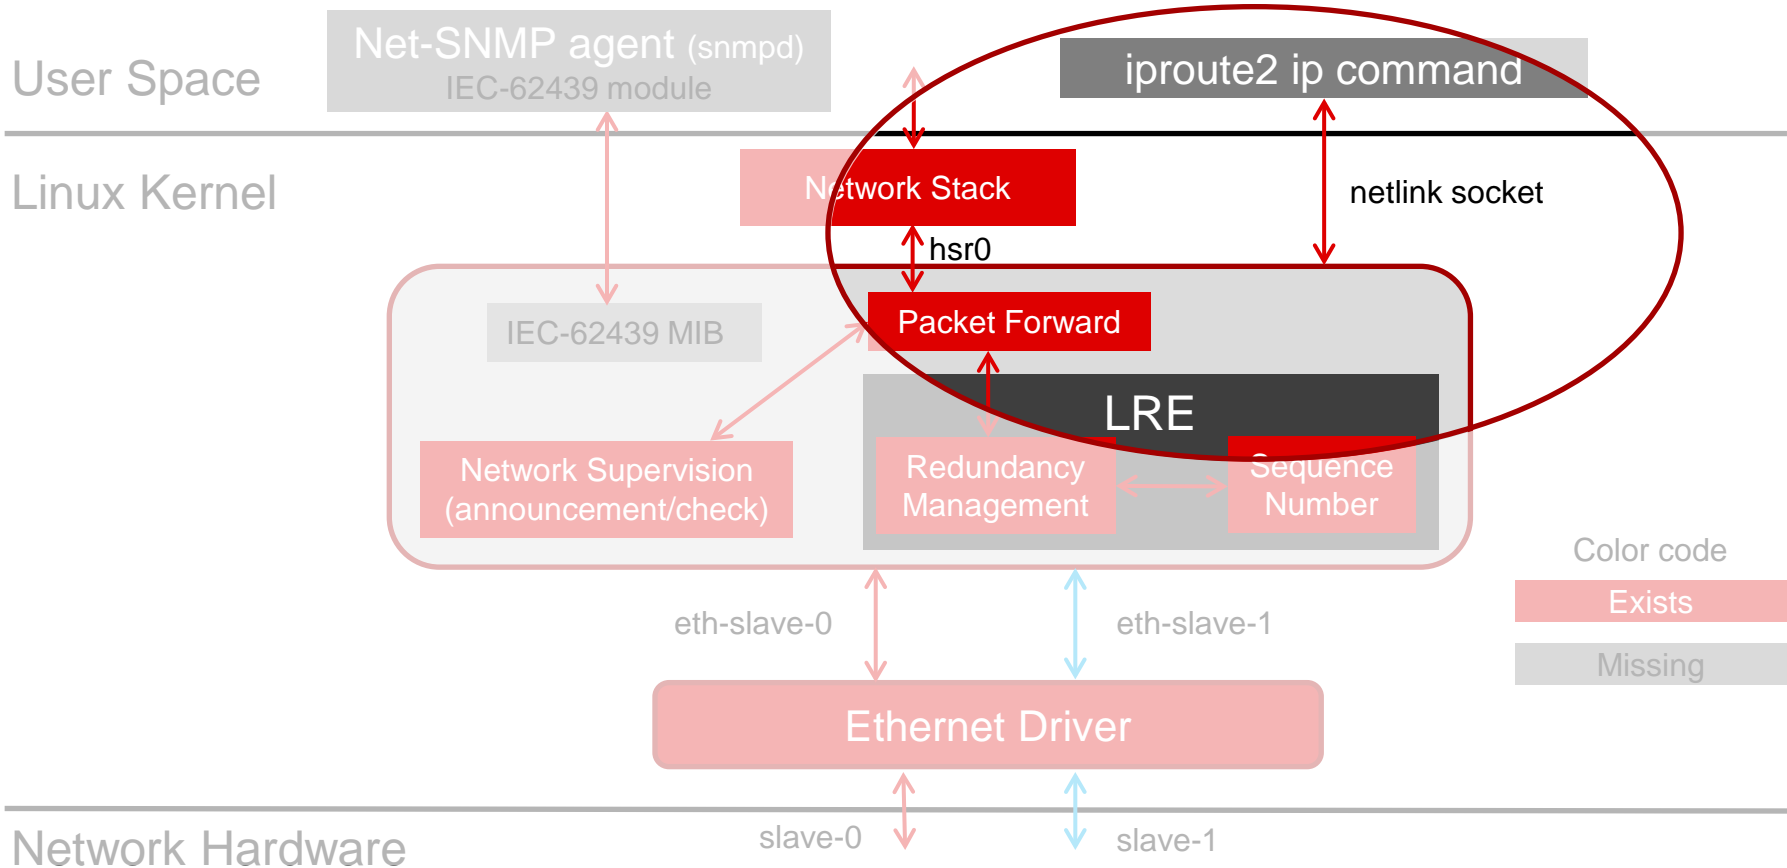 Net-SNMP agent (snmpd)
IEC-62439 module
iproute2 ip command
User Space
Linux Kernel
Network Stack
netlink socket
hsr0
IEC-62439 MIB
Packet Forward
LRE
Network Supervision
(announcement/check)
Redundancy
Management
Sequence
Number
Color code
Exists
Missing
eth-slave-0
eth-slave-1
Ethernet Driver
slave-0
slave-1
Network Hardware